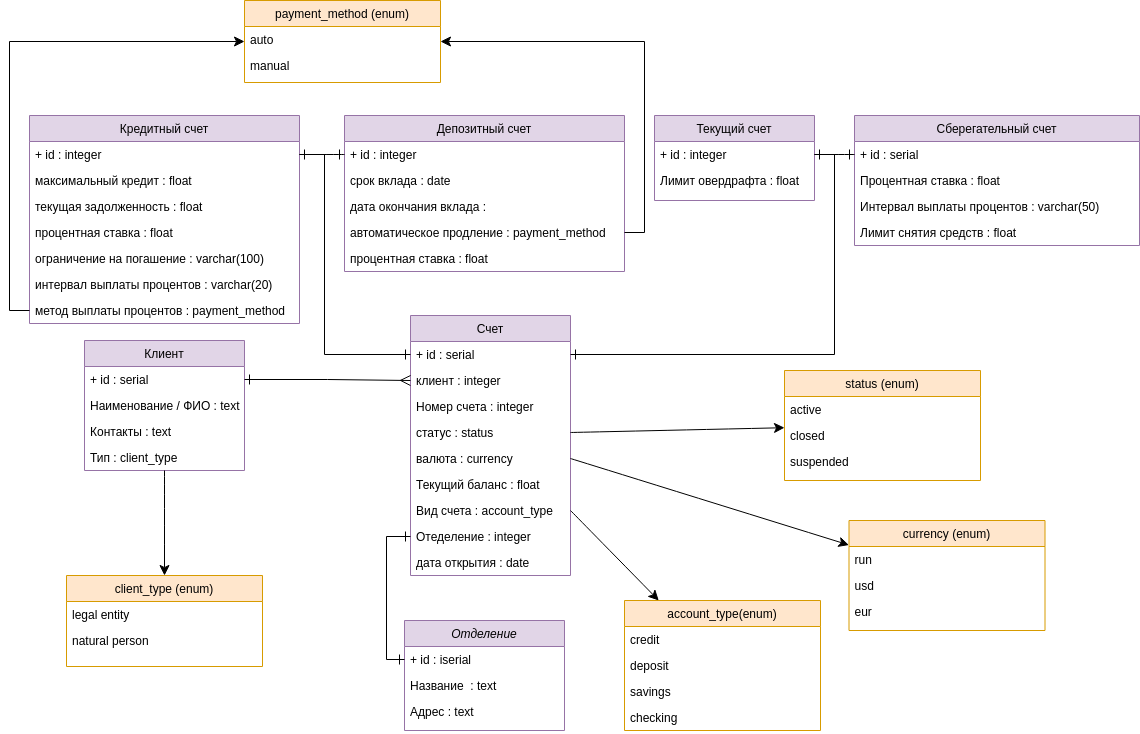 payment_method (enum)
auto
manual
Кредитный счет
+ id : integer
максимальный кредит : float
текущая задолженность : float
процентная ставка : float
ограничение на погашение : varchar(100)
интервал выплаты процентов : varchar(20)
метод выплаты процентов : payment_method
Депозитный счет
+ id : integer
срок вклада : date
дата окончания вклада :
автоматическое продление : payment_method
процентная ставка : float
Текущий счет
+ id : integer
Лимит овердрафта : float
Сберегательный счет
+ id : serial
Процентная ставка : float
Интервал выплаты процентов : varchar(50)
Лимит снятия средств : float
Клиент
+ id : serial
Наименование / ФИО : text
Контакты : text
Тип : client_type
Счет
+ id : serial
клиент : integer
Номер счета : integer
статус : status
валюта : currency
Текущий баланс : float
Вид счета : account_type
Отеделение : integer
дата открытия : date
status (enum)
active
closed
suspended
currency (enum)
run
usd
eur
client_type (enum)
legal entity
natural person
Отделение
+ id : iserial
Название : text
Адрес : text
account_type(enum)
credit
deposit
savings
checking